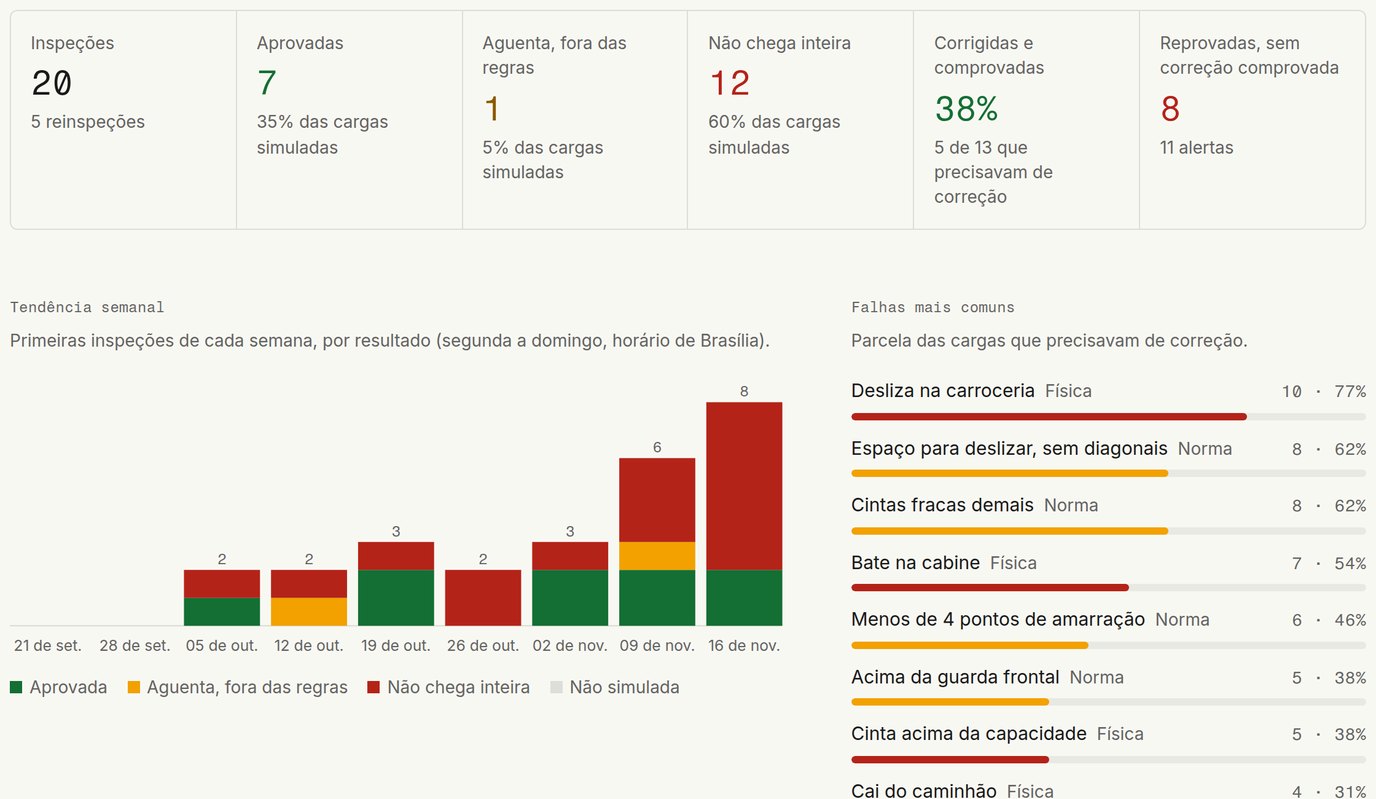 Inspeções
20
5 reinspeções
Aprovadas
7
35% das cargas
simuladas
Aguenta, fora das
regras
1
5% das cargas
simuladas
Não chega inteira
12
60% das cargas
simuladas
Corrigidas e
comprovadas
38%
5 de 13 que
precisavam de
correção
Reprovadas, sem
correção comprovada
8
11 alertas
Tendência semanal
Primeiras inspeções de cada semana, por resultado (segunda a domingo, horário de Brasília).
2
2
3
2
3
6
8
21 de set.
28 de set.
05 de out.
12 de out.
19 de out.
26 de out.
02 de nov.
09 de nov.
16 de nov.
Aprovada
Aguenta, fora das regras
Não chega inteira
Não simulada
Falhas mais comuns
Parcela das cargas que precisavam de correção.
Desliza na carroceria Física 10 · 77%
Espaço para deslizar, sem diagonais Norma 8 · 62%
Cintas fracas demais Norma 8 · 62%
Bate na cabine Física 7 · 54%
Menos de 4 pontos de amarração Norma 6 · 46%
Acima da guarda frontal Norma 5 · 38%
Cinta acima da capacidade Física 5 · 38%
Cai do caminhão Física 4 · 31%